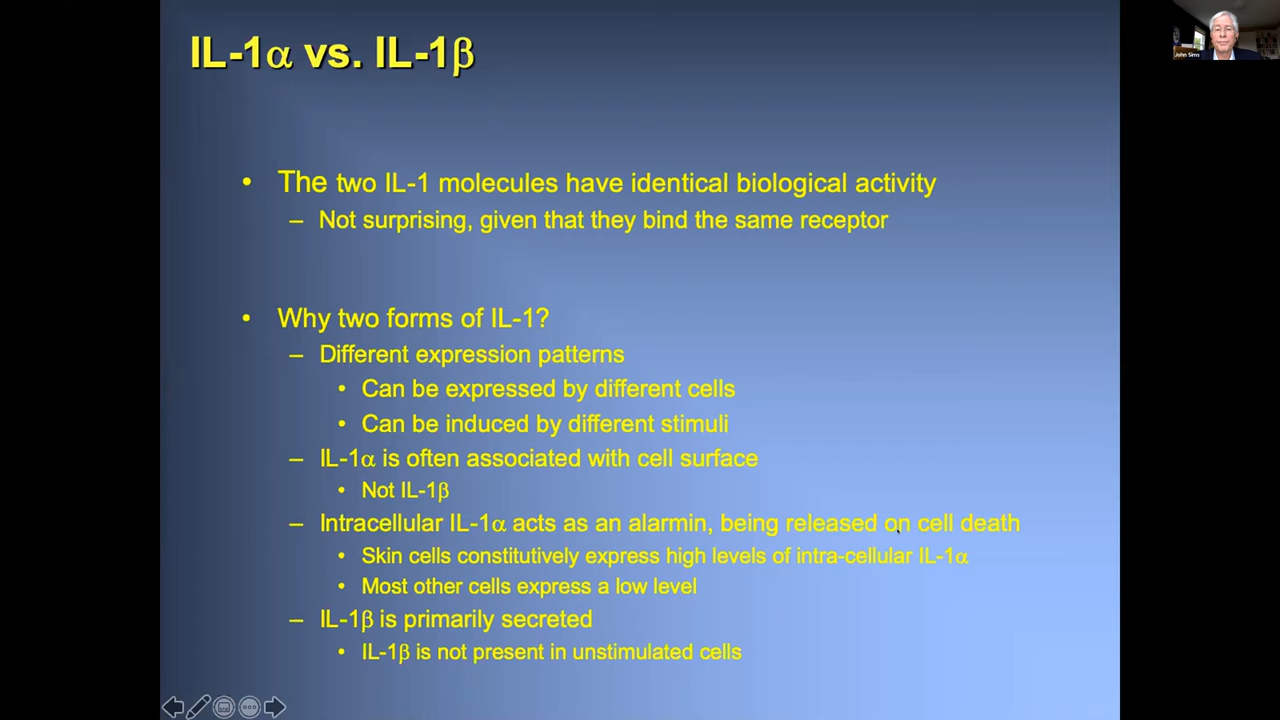 IL-1α vs. IL-1β
John Sims
• The two IL-1 molecules have identical biological activity
– Not surprising, given that they bind the same receptor
• Why two forms of IL-1?
– Different expression patterns
• Can be expressed by different cells
• Can be induced by different stimuli
– IL-1α is often associated with cell surface
• Not IL-1β
– Intracellular IL-1α acts as an alarmin, being released on cell death
• Skin cells constitutively express high levels of intra-cellular IL-1α
• Most other cells express a low level
– IL-1β is primarily secreted
• IL-1β is not present in unstimulated cells